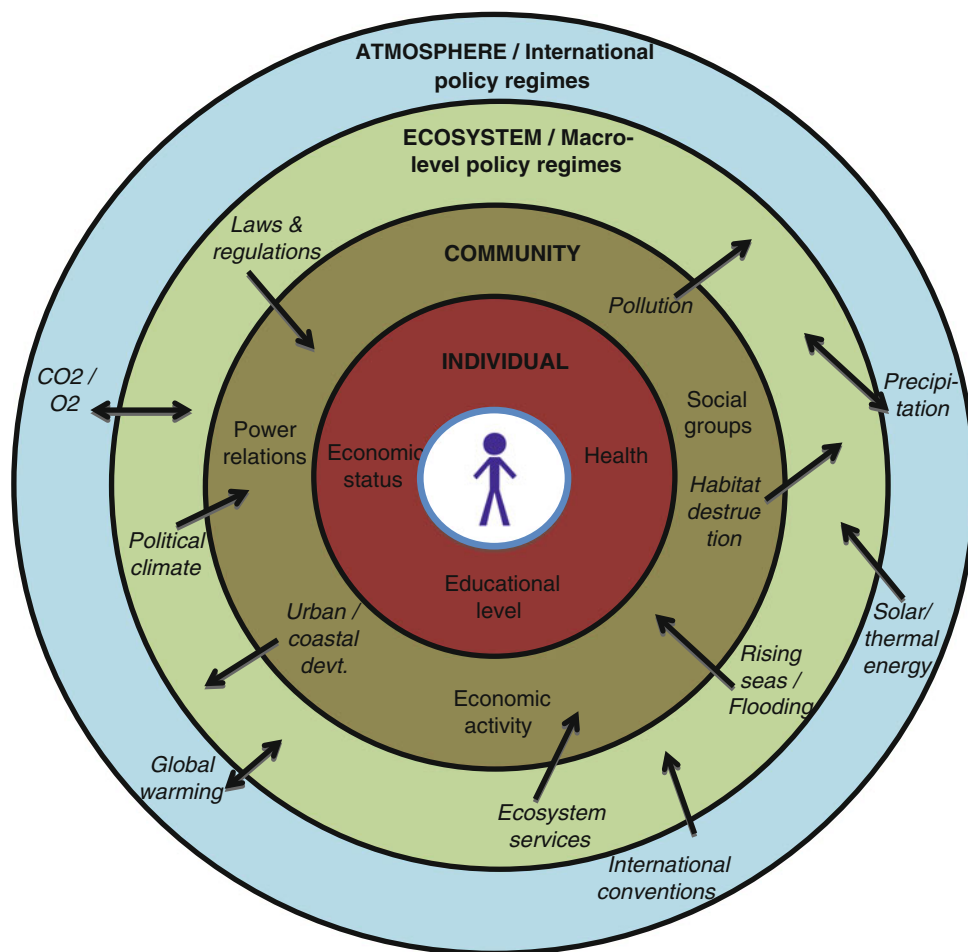 ATMOSPHERE / International
policy regimes
ECOSYSTEM / Macro-
level policy regimes
Laws &
regulations
COMMUNITY
Pollution
INDIVIDUAL
CO2 /
O2
Precipi-
tation
Power
relations
Social
groups
Economic
status
Health
Habitat
destruc
tion
Political
climate
Educational
level
Urban /
coastal
devt.
Solar/
thermal
energy
Rising
seas /
Flooding
Economic
activity
Global
warming
Ecosystem
services
International
conventions